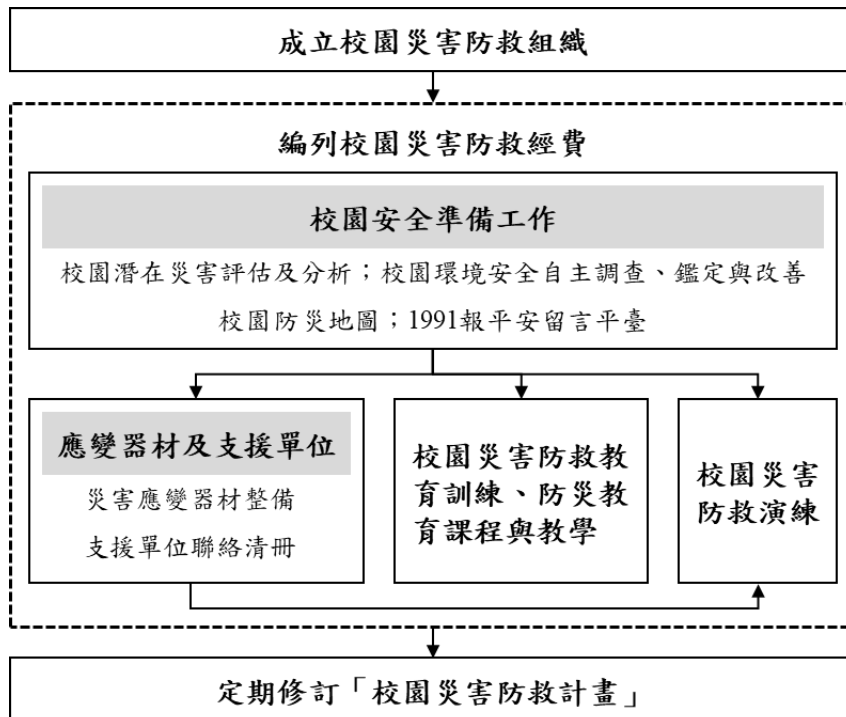 成立校園災害防救組織
編列校園災害防救經費
校園安全準備工作
校園潛在災害評估及分析；校園環境安全自主調查、鑑定與改善
校園防災地圖；1991報平安留言平臺
應變器材及支援單位
災害應變器材整備
支援單位聯絡清冊
校園災害防救教
育訓練、防災教
育課程與教學
校園災害
防救演練
定期修訂「校園災害防救計畫」